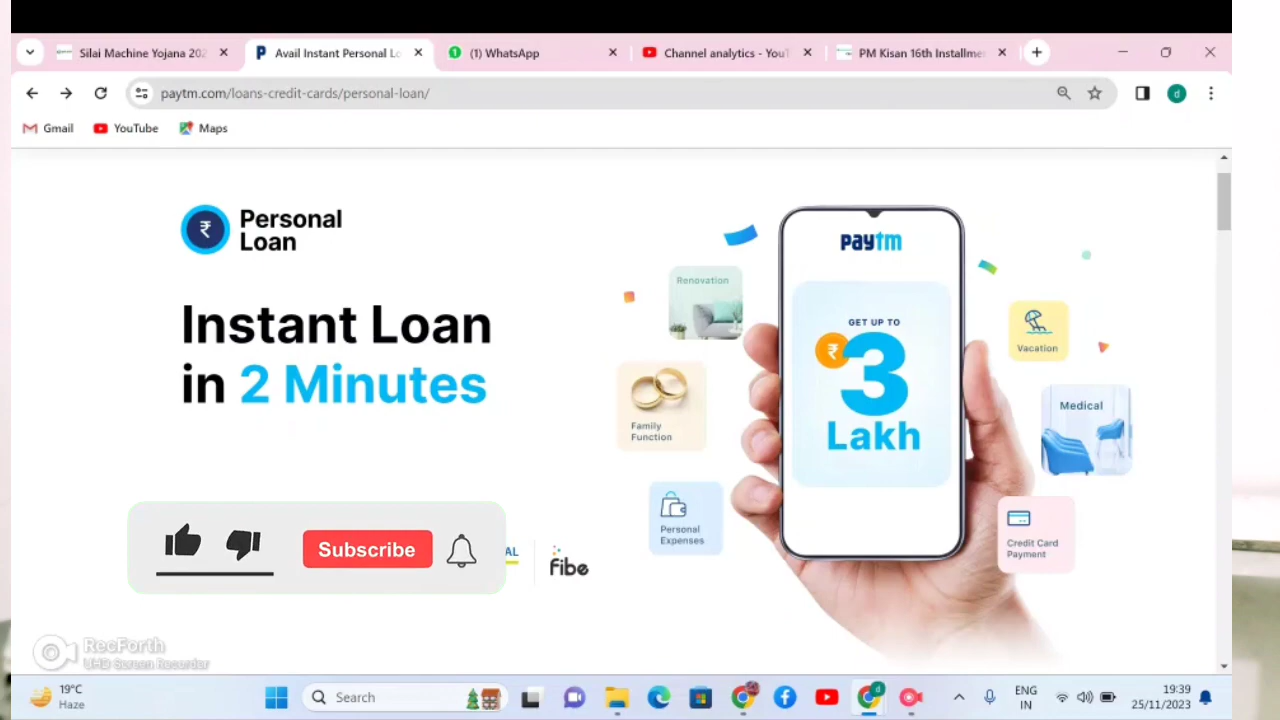 Silai Machine Yojana 202
Avail Instant Personal Lo
(1) WhatsApp
Channel analytics - YouT
PM Kisan 16th Installme
paytm.com/loans-credit-cards/personal-loan/
d
Gmail
YouTube
Maps
₹
Personal
Loan
Instant Loan
in 2 Minutes
paytm
GET UP TO
₹
3
Lakh
Renovation
Family
Function
Personal
Expenses
Vacation
Medical
Credit Card
Payment
Subscribe
AL
fibe
RecForth
UHD Screen Recorder
19°C
Haze
Search
d
ENG
IN
19:39
25/11/2023